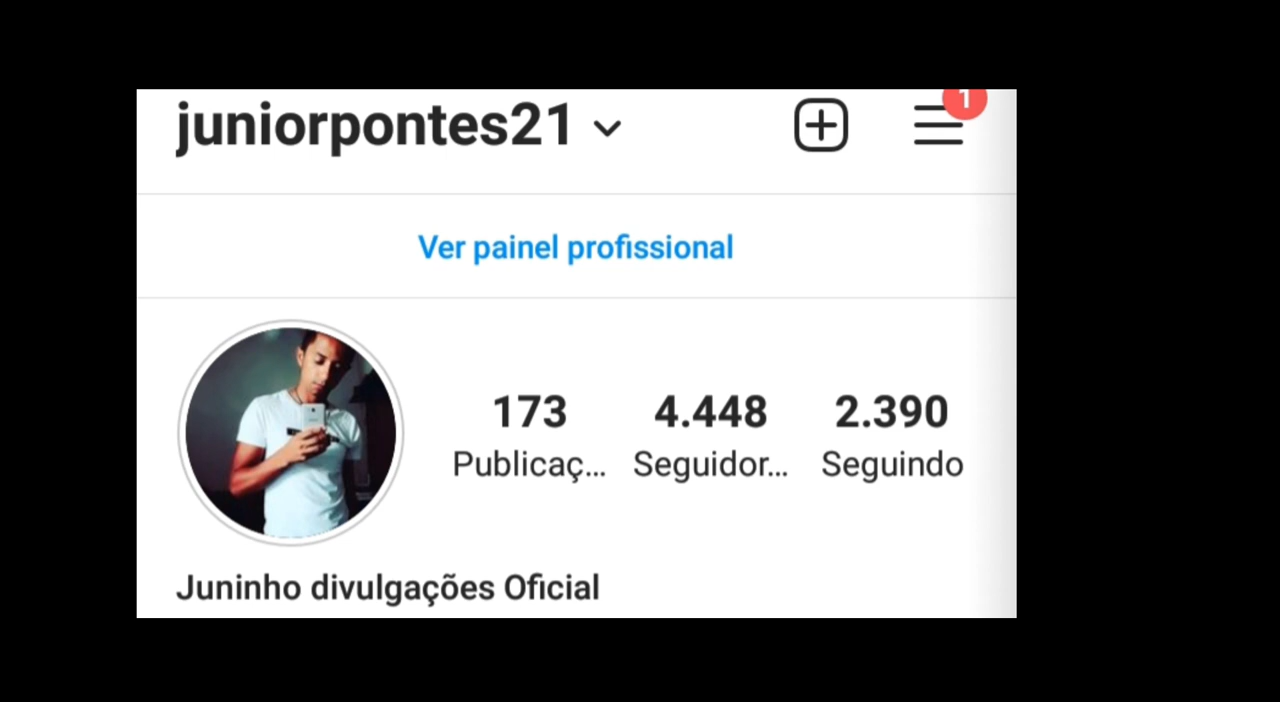 juniorpontes21
1
Ver painel profissional
173 4.448 2.390
Publicaç... Seguidor... Seguindo
Juninho divulgações Oficial